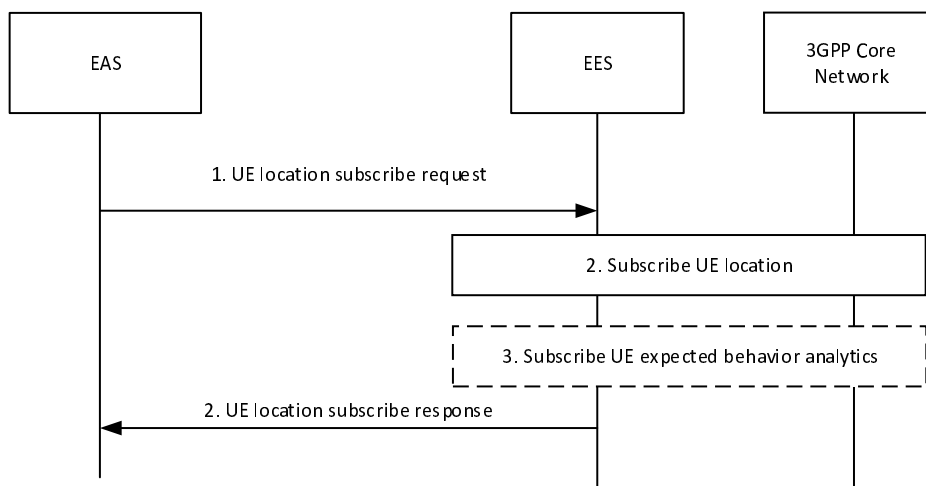 EAS
EES
3GPP Core
Network
1. UE location subscribe request
2. Subscribe UE location
3. Subscribe UE expected behavior analytics
2. UE location subscribe response